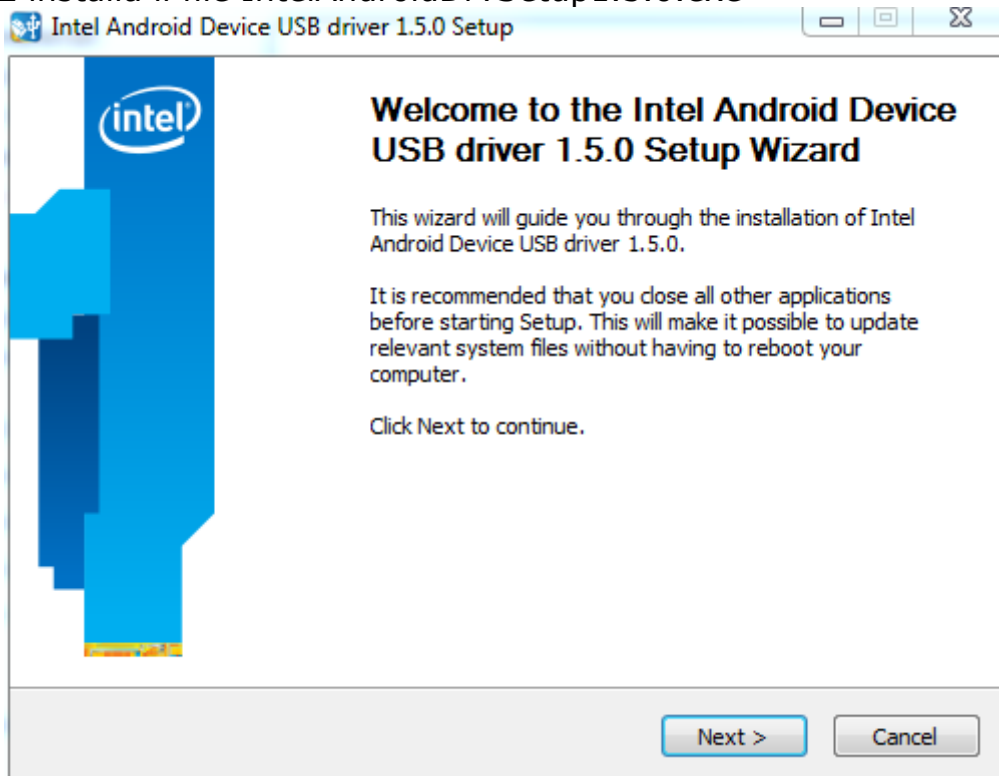 Intel Android Device USB driver 1.5.0 Setup
intel
Welcome to the Intel Android Device
USB driver 1.5.0 Setup Wizard
This wizard will guide you through the installation of Intel
Android Device USB driver 1.5.0.
It is recommended that you close all other applications
before starting Setup. This will make it possible to update
relevant system files without having to reboot your
computer.
Click Next to continue.
Next >
Cancel